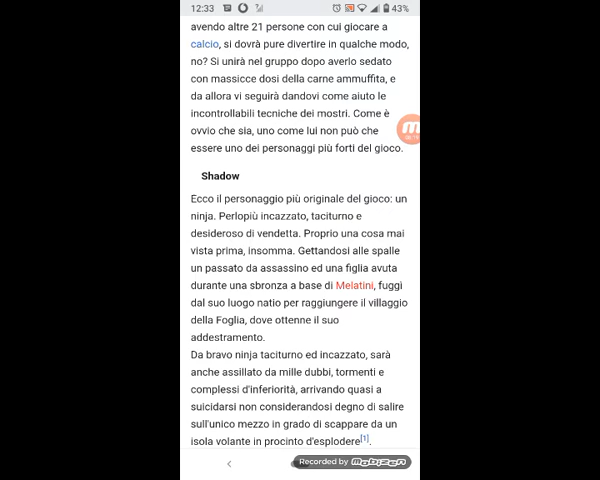 12:33
43%
avendo altre 21 persone con cui giocare a
calcio, si dovrà pure divertire in qualche modo,
no? Si unirà nel gruppo dopo averlo sedato
con massicce dosi della carne ammuffita, e
da allora vi seguirà dandovi come aiuto le
incontrollabili tecniche dei mostri. Come è
ovvio che sia, uno come lui non può che
essere uno dei personaggi più forti del gioco.
Shadow
Ecco il personaggio più originale del gioco: un
ninja. Perlopiù incazzato, taciturno e
desideroso di vendetta. Proprio una cosa mai
vista prima, insomma. Gettandosi alle spalle
un passato da assassino ed una figlia avuta
durante una sbronza a base di Melatini, fuggì
dal suo luogo natio per raggiungere il villaggio
della Foglia, dove ottenne il suo
addestramento.
Da bravo ninja taciturno ed incazzato, sarà
anche assillato da mille dubbi, tormenti e
complessi d'inferiorità, arrivando quasi a
suicidarsi non considerandosi degno di salire
sull'unico mezzo in grado di scappare da un
isola volante in procinto d'esplodere[1].
Recorded by mobizen